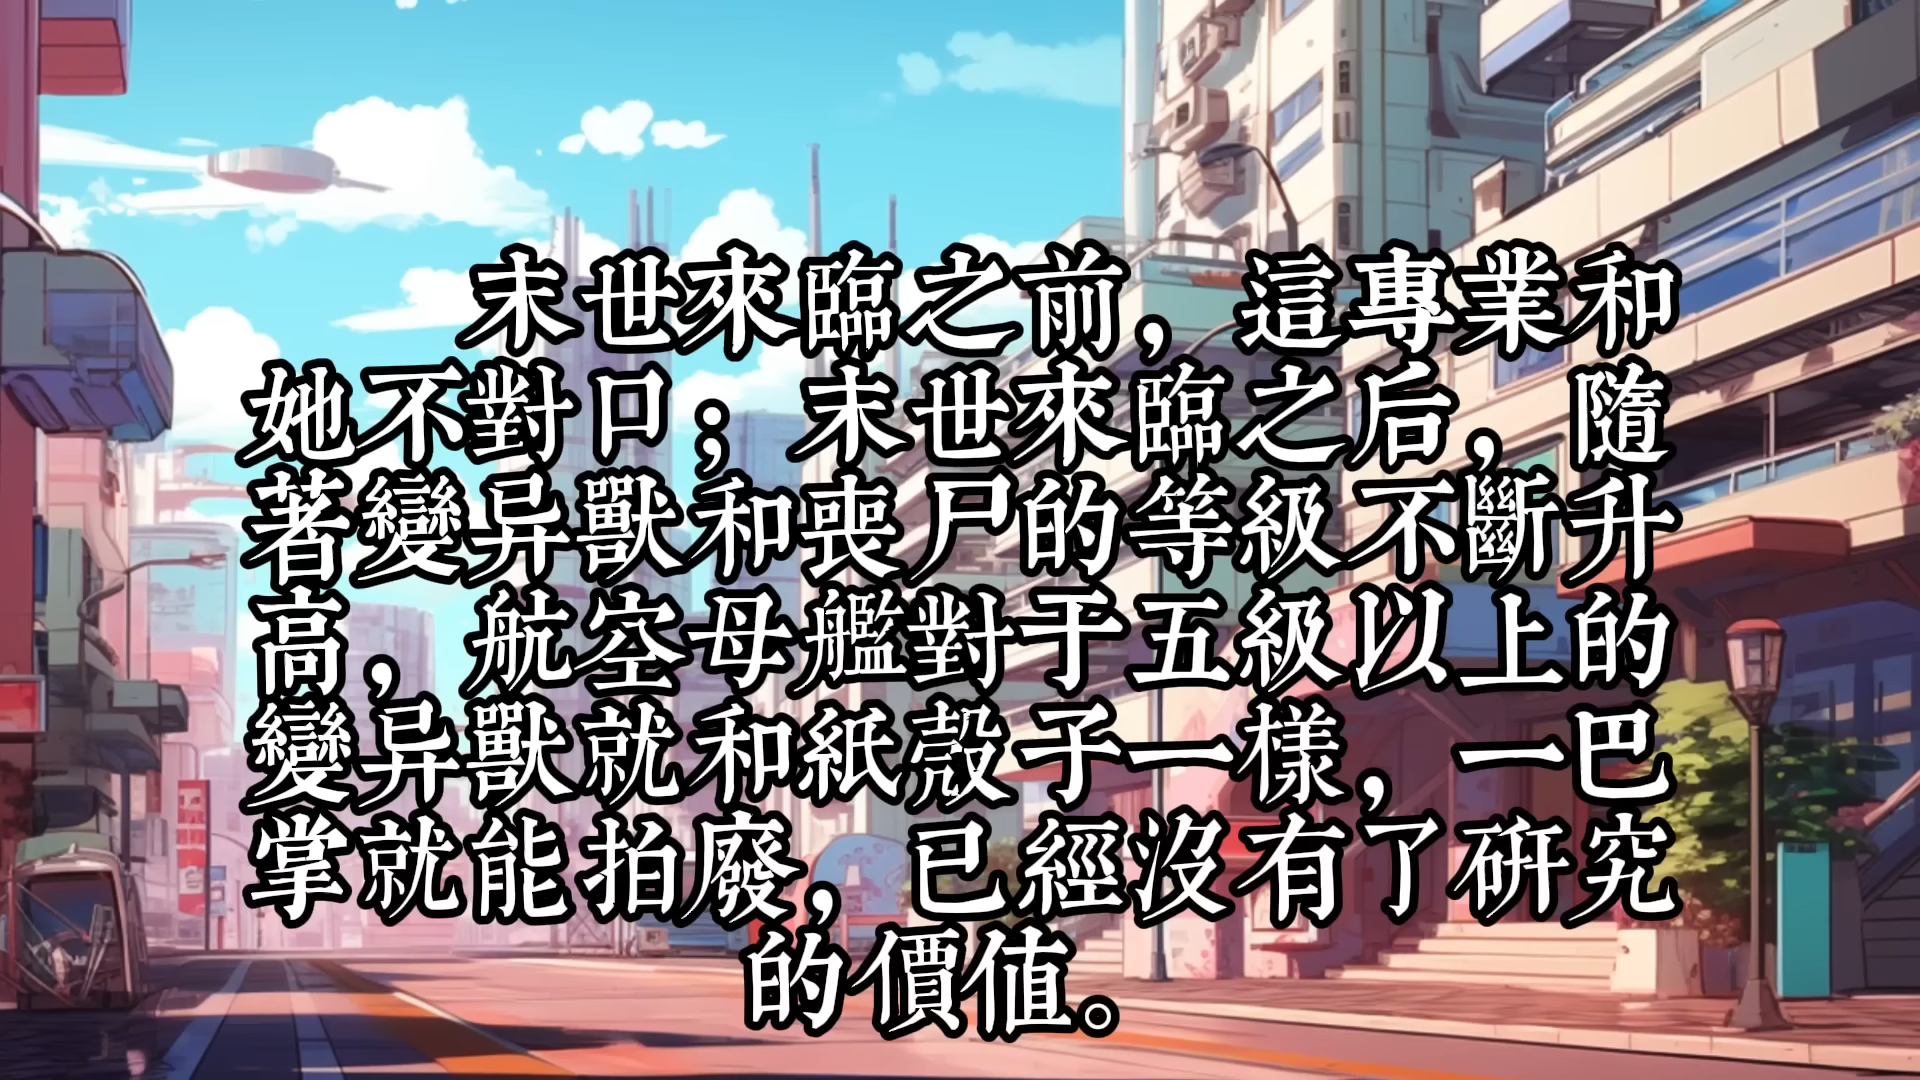 末世來臨之前，這專業和
她不對口；末世來臨之后，隨
著變异獸和喪尸的等級不斷升
高，航空母艦對于五級以上的
變异獸就和紙殼子一樣，一巴
掌就能拍廢，已經沒有了研究
的價值。